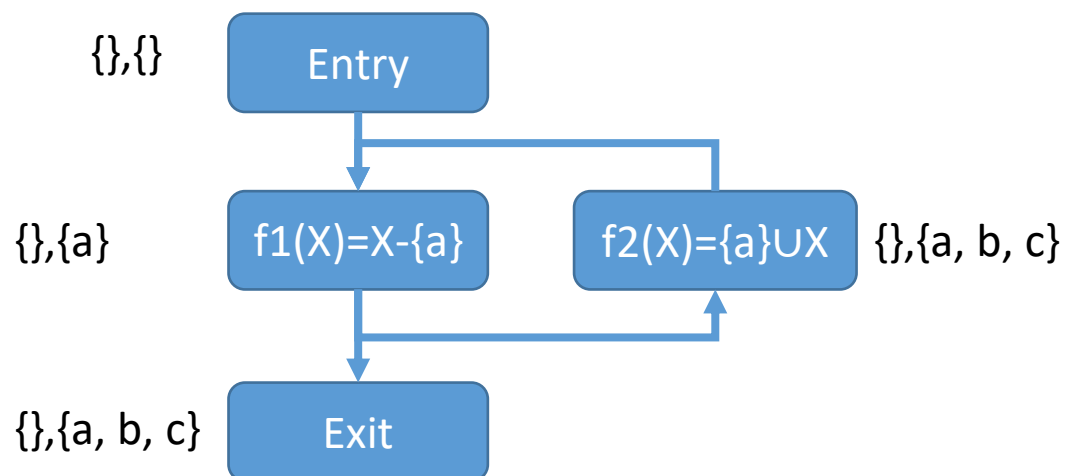 {},{}
Entry
{},{a}
f1(X)=X-{a}
f2(X)={a}∪X
{},{a, b, c}
{},{a, b, c}
Exit